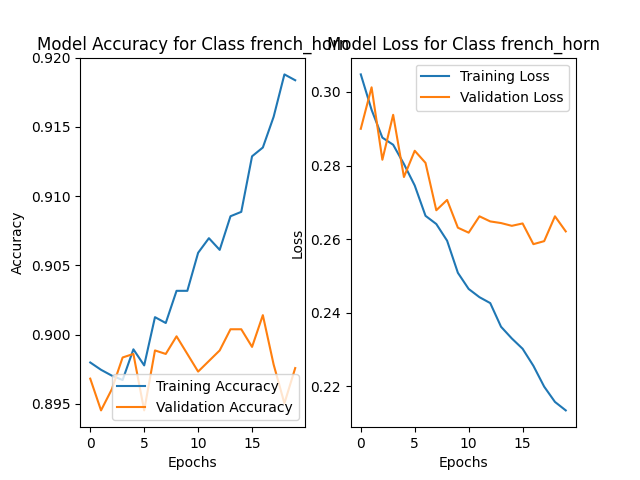 Model Accuracy for Class french_horn
Model Loss for Class french_horn
0.920
0.915
0.910
0.905
0.900
0.895
Accuracy
Training Accuracy
Validation Accuracy
0
5
10
15
Epochs
0.30
0.28
0.26
0.24
0.22
Loss
Training Loss
Validation Loss
0
5
10
15
Epochs